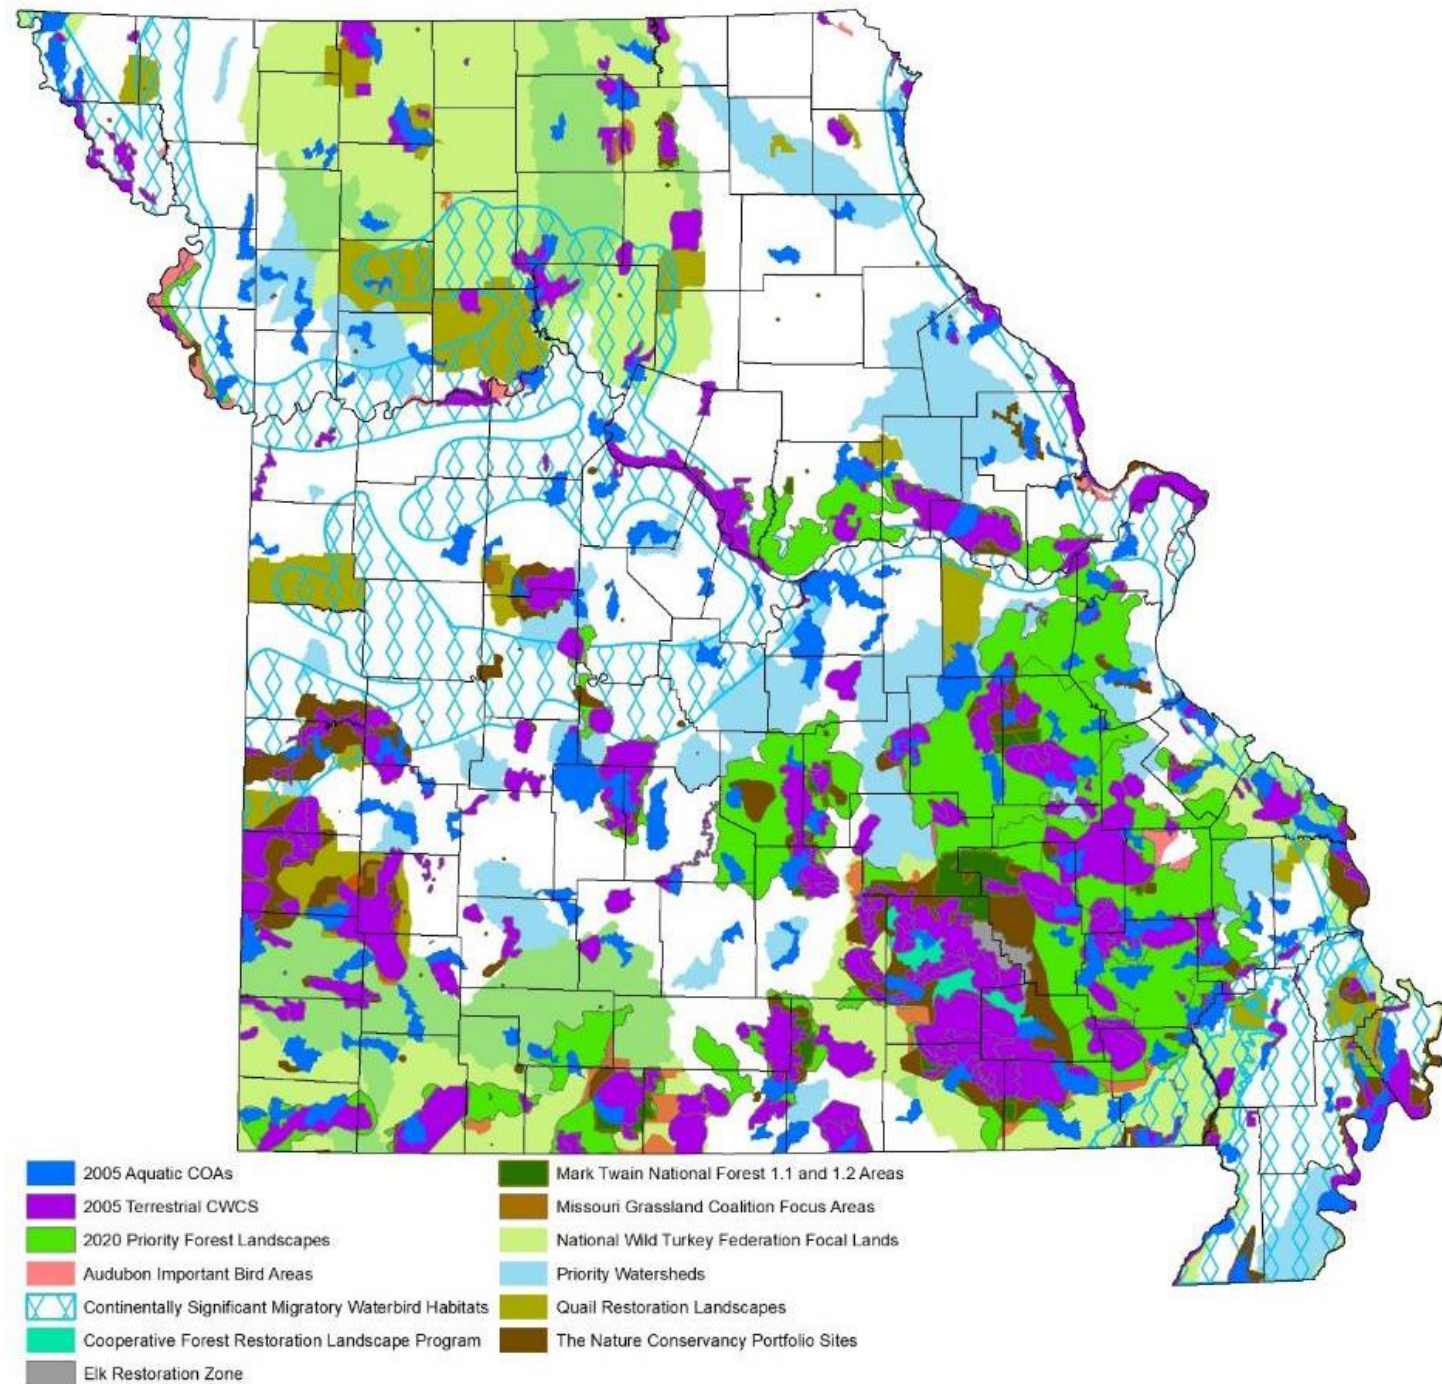 2005 Aquatic COAs
2005 Terrestrial CWCS
2020 Priority Forest Landscapes
Audubon Important Bird Areas
Continentally Significant Migratory Waterbird Habitats
Cooperative Forest Restoration Landscape Program
Elk Restoration Zone
Mark Twain National Forest 1.1 and 1.2 Areas
Missouri Grassland Coalition Focus Areas
National Wild Turkey Federation Focal Lands
Priority Watersheds
Quail Restoration Landscapes
The Nature Conservancy Portfolio Sites